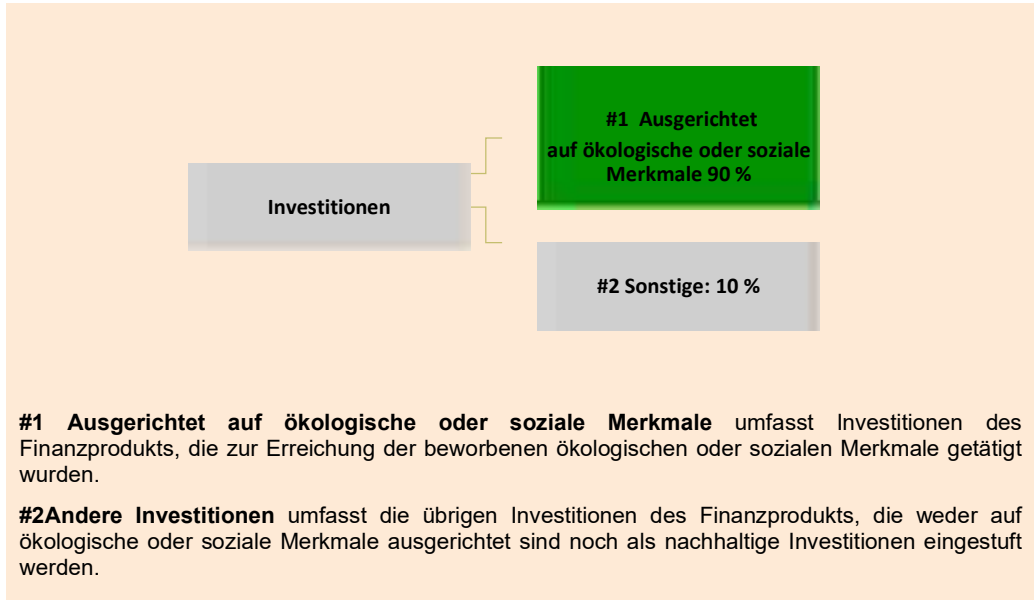 #1 Ausgerichtet
auf ökologische oder soziale
Merkmale 90 %
Investitionen
#2 Sonstige: 10 %
#1 Ausgerichtet auf ökologische oder soziale Merkmale umfasst Investitionen des
Finanzprodukts, die zur Erreichung der beworbenen ökologischen oder sozialen Merkmale getätigt
wurden.
#2Andere Investitionen umfasst die übrigen Investitionen des Finanzprodukts, die weder auf
ökologische oder soziale Merkmale ausgerichtet sind noch als nachhaltige Investitionen eingestuft
werden.